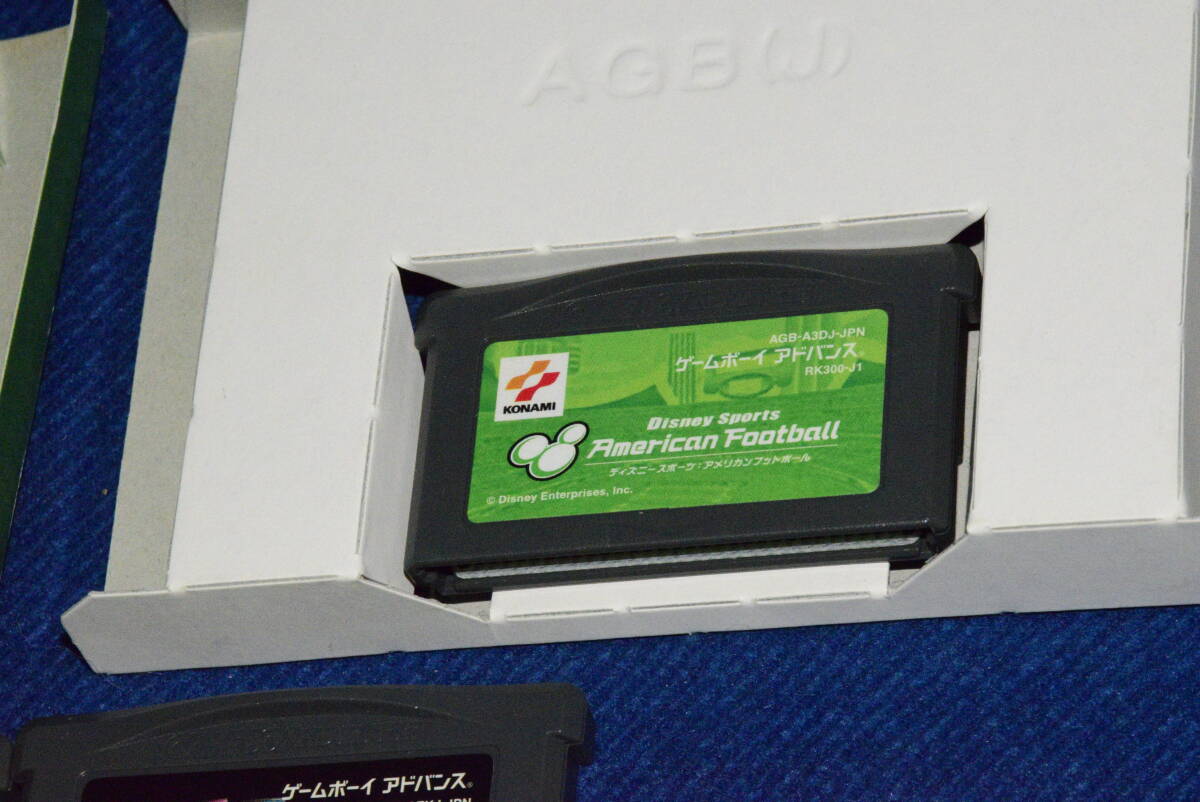 AGB(J)
AGB-A3DJ-JPN
ゲームボーイ アドバンス
RK300-J1
KONAMI
Disney Sports
American Football
ディズニースポーツ：アメリカンフットボール
© Disney Enterprises, Inc.
ゲームボーイ アドバンス®